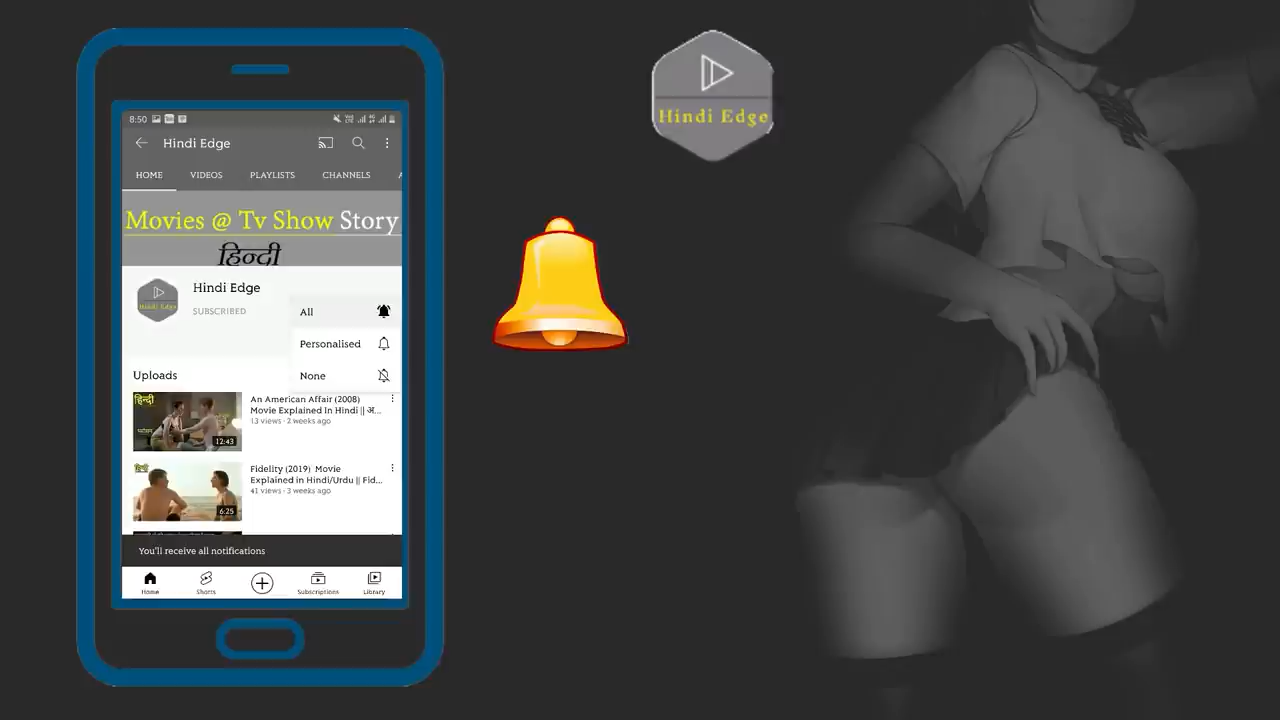 8:50
Hindi Edge
HOME VIDEOS PLAYLISTS CHANNELS
Movies @ Tv Show Story
हिन्दी
Hindi Edge
SUBSCRIBED
All
Personalised
None
Uploads
हिन्दी
12:43
An American Affair (2008)
Movie Explained In Hindi || अ...
13 views · 2 weeks ago
हिन्दी
6:25
Fidelity (2019) Movie
Explained in Hindi/Urdu || Fid...
41 views · 3 weeks ago
You'll receive all notifications
Home Shorts Subscriptions Library
Hindi Edge